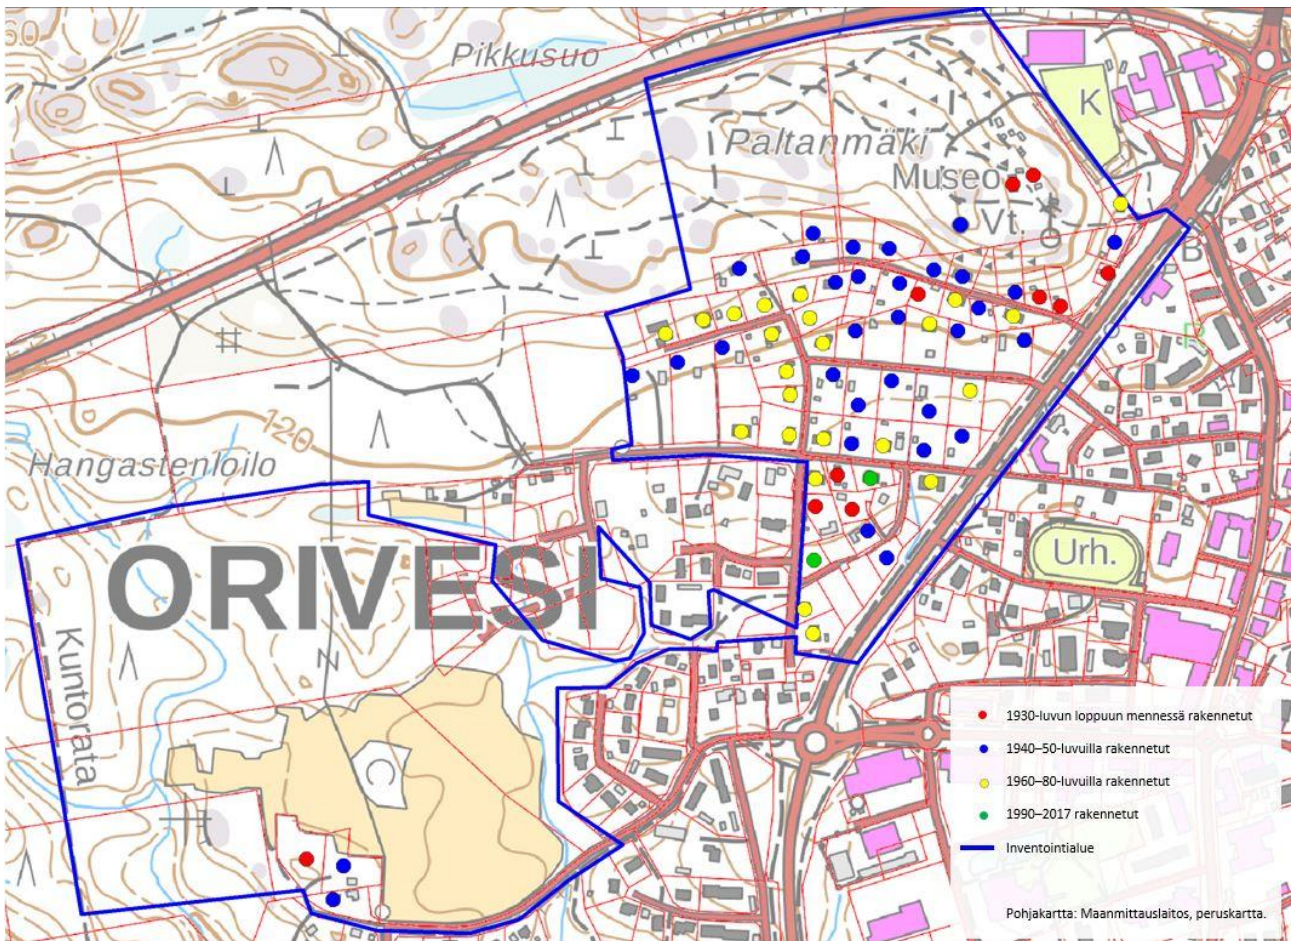 60
Pikkusuo
K
Paltanmäki
Museo
Vt.
B
R
120
Hangastenloilo
Urh.
ORIVESI
Kuntorata
1930-luvun loppuun mennessä rakennetut
1940–50-luvuilla rakennetut
1960–80-luvuilla rakennetut
1990–2017 rakennetut
Inventointialue
Pohjakartta: Maanmittauslaitos, peruskartta.